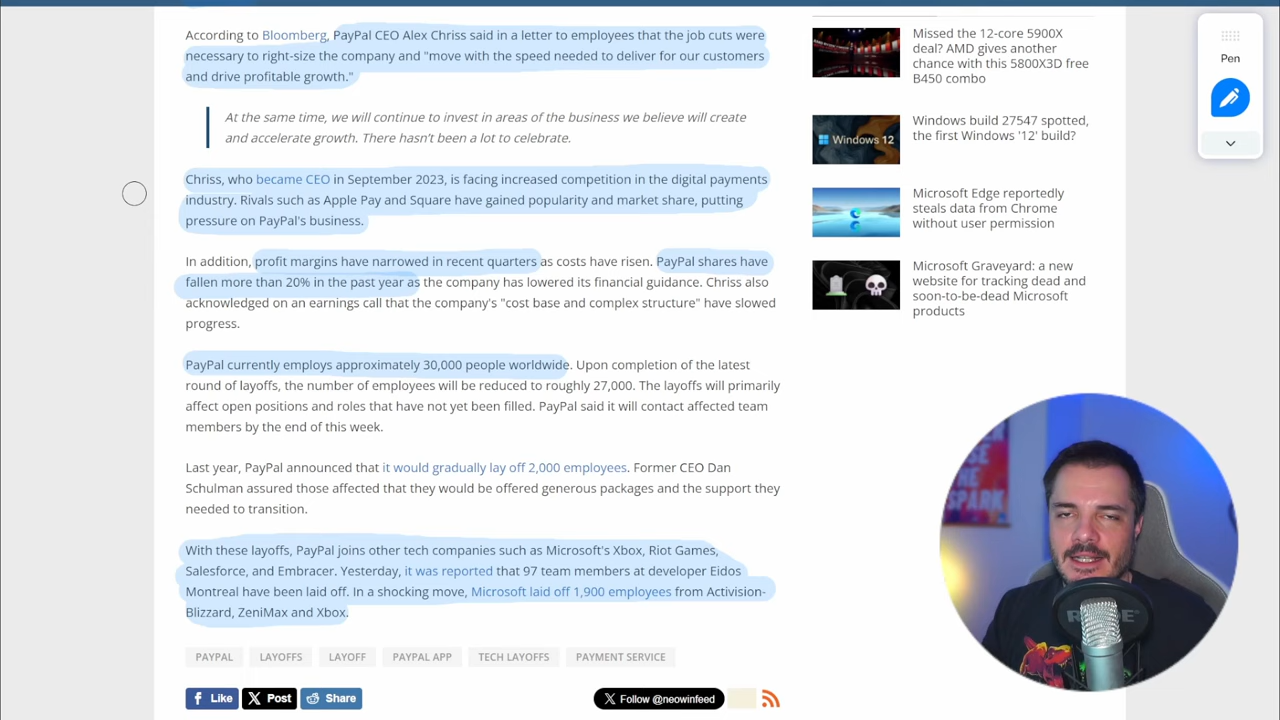 According to Bloomberg, PayPal CEO Alex Chriss said in a letter to employees that the job cuts were
necessary to right-size the company and "move with the speed needed to deliver for our customers
and drive profitable growth."
At the same time, we will continue to invest in areas of the business we believe will create
and accelerate growth. There hasn't been a lot to celebrate.
Chriss, who became CEO in September 2023, is facing increased competition in the digital payments
industry. Rivals such as Apple Pay and Square have gained popularity and market share, putting
pressure on PayPal's business.
In addition, profit margins have narrowed in recent quarters as costs have risen. PayPal shares have
fallen more than 20% in the past year as the company has lowered its financial guidance. Chriss also
acknowledged on an earnings call that the company's "cost base and complex structure" have slowed
progress.
PayPal currently employs approximately 30,000 people worldwide. Upon completion of the latest
round of layoffs, the number of employees will be reduced to roughly 27,000. The layoffs will primarily
affect open positions and roles that have not yet been filled. PayPal said it will contact affected team
members by the end of this week.
Last year, PayPal announced that it would gradually lay off 2,000 employees. Former CEO Dan
Schulman assured those affected that they would be offered generous packages and the support they
needed to transition.
With these layoffs, PayPal joins other tech companies such as Microsoft's Xbox, Riot Games,
Salesforce, and Embracer. Yesterday it was reported that 97 team members at developer Eidos
Montreal have been laid off. In a shocking move, Microsoft laid off 1,900 employees from Activision-
Blizzard, ZeniMax and Xbox.
PAYPAL LAYOFFS LAYOFF PAYPAL APP TECH LAYOFFS PAYMENT SERVICE
Like Post Share Follow @neowinfeed
Missed the 12-core 5900X
deal? AMD gives another
chance with this 5800X3D free
B450 combo
Windows 12
Windows build 27547 spotted,
the first Windows '12' build?
Microsoft Edge reportedly
steals data from Chrome
without user permission
Microsoft Graveyard: a new
website for tracking dead and
soon-to-be-dead Microsoft
products
Pen
THE
SPARK